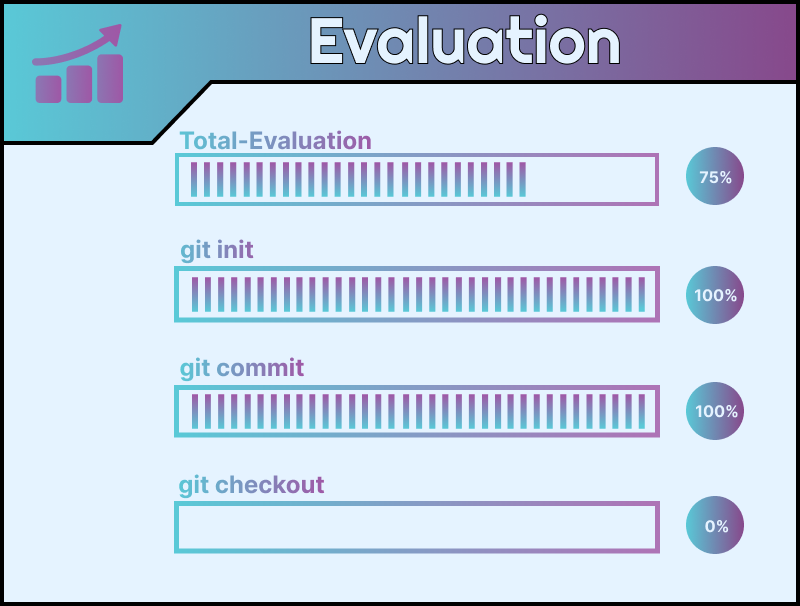 Evaluation
Total-Evaluation
75%
git init
100%
git commit
100%
git checkout
0%